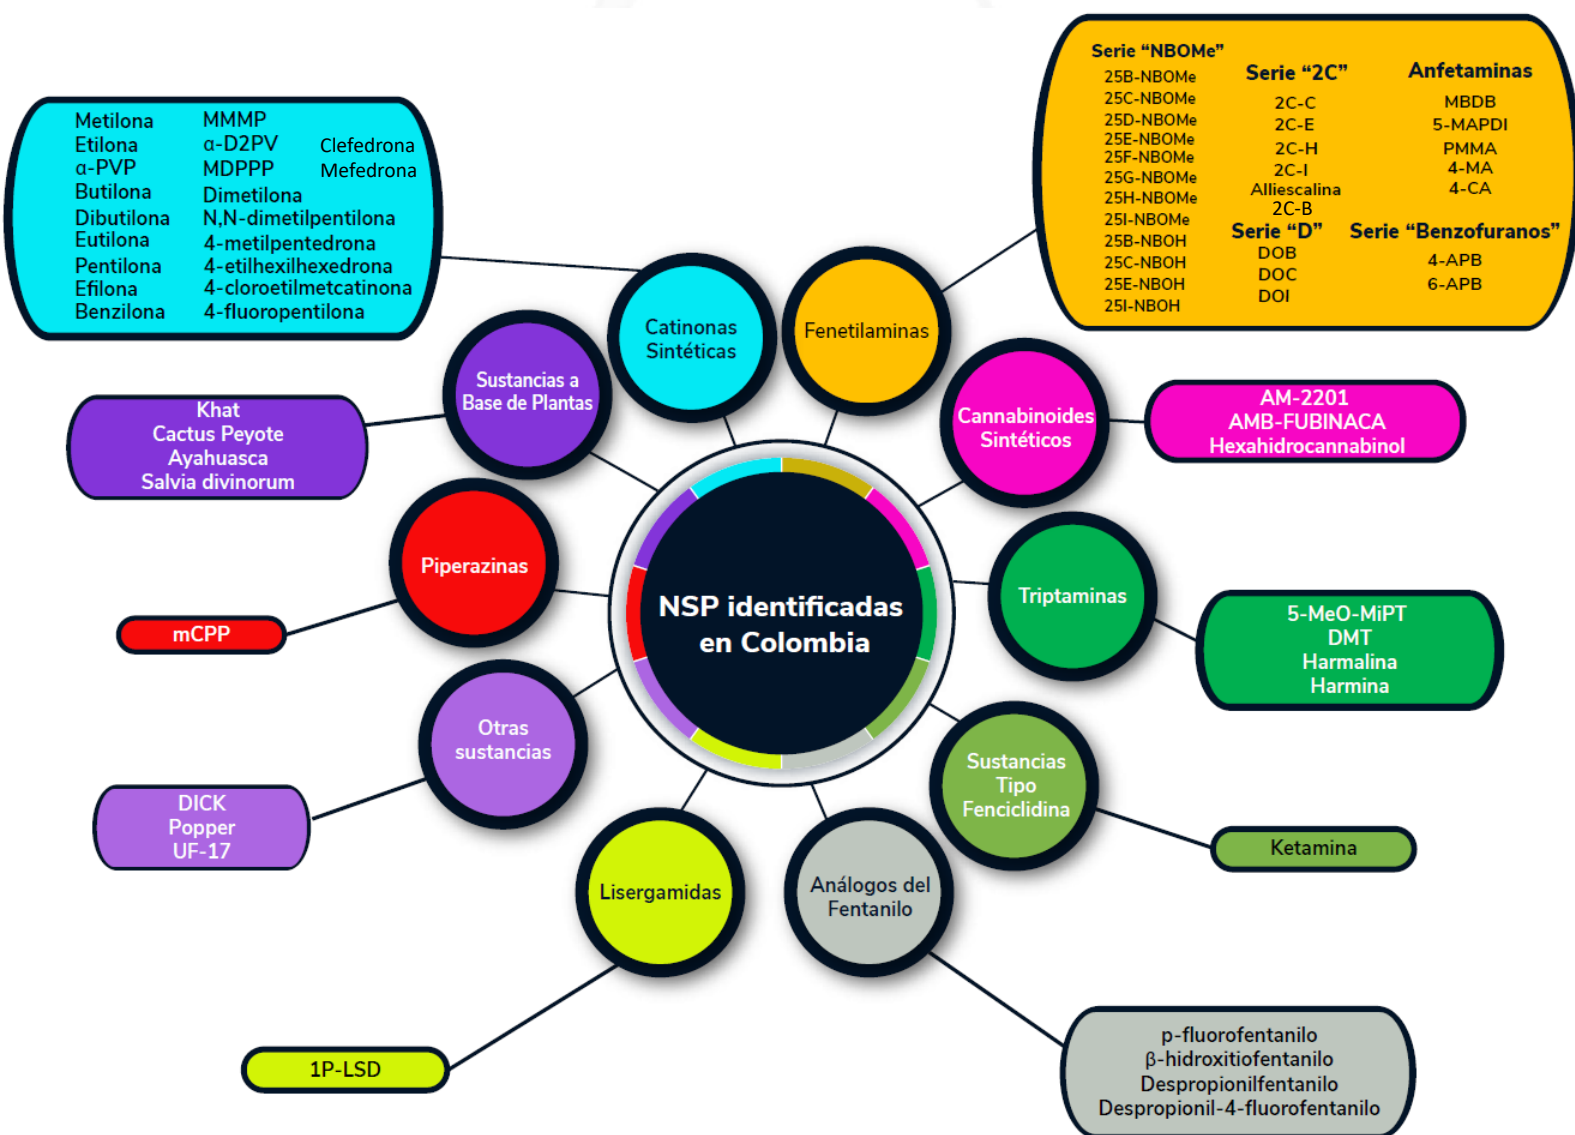 NSP identificadas
en Colombia
Catinonas
Sintéticas
Metilona
Etilona
α-PVP
Butilona
Dibutilona
Eutilona
Pentilona
Efilona
Benzilona
MMMP
α-D2PV
MDPPP
Dimetilona
N,N-dimetilpentilona
4-metilpentedrona
4-etilhexilhexedrona
4-cloroetilmetcatinona
4-fluoropentilona
Clefedrona
Mefedrona
Fenetilaminas
Serie “NBOMe”
25B-NBOMe
25C-NBOMe
25D-NBOMe
25E-NBOMe
25F-NBOMe
25G-NBOMe
25H-NBOMe
25I-NBOMe
25B-NBOH
25C-NBOH
25E-NBOH
25I-NBOH
Serie “2C”
2C-C
2C-E
2C-H
2C-I
Alliescalina
2C-B
Serie “D”
DOB
DOC
DOI
Anfetaminas
MBDB
5-MAPDI
PMMA
4-MA
4-CA
Serie “Benzofuranos”
4-APB
6-APB
Cannabinoides
Sintéticos
AM-2201
AMB-FUBINACA
Hexahidrocannabinol
Triptaminas
5-MeO-MiPT
DMT
Harmalina
Harmina
Sustancias
Tipo
Fenciclidina
Ketamina
Análogos del
Fentanilo
p-fluorofentanilo
β-hidroxitiofentanilo
Despropionilfentanilo
Despropionil-4-fluorofentanilo
Lisergamidas
1P-LSD
Otras
sustancias
DICK
Popper
UF-17
Piperazinas
mCPP
Sustancias a
Base de Plantas
Khat
Cactus Peyote
Ayahuasca
Salvia divinorum